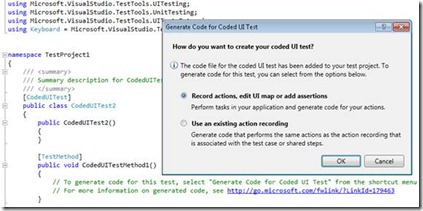 using Microsoft.VisualStudio.TestTools.UITesting;
using Microsoft.VisualStudio.TestTools.UnitTesting;
using Microsoft.VisualStudio.TestTools.UITest
using Keyboard = Microsoft.Vis
namespace TestProject1
{
/// <summary>
/// Summary description for CodedUITe
/// </summary>
[CodedUITest]
public class CodedUITest2
{
public CodedUITest2()
{
}
[TestMethod]
public void CodedUITestMethod1()
{
// To generate code for this test, select "Generate Code for Coded UI Test" from the shortcut menu
// For more information on generated code, see http://go.microsoft.com/fwlink/?LinkId=179463
}
Generate Code for Coded UI Test
How do you want to create your coded UI test?
The code file for the coded UI test has been added to your test project. To
generate code for this test, you can select from the options below.
Record actions, edit UI map or add assertions
Perform tasks in your application and generate code for your actions.
Use an existing action recording
Generate code that performs the same actions as the action recording that
is associated with the test case or shared steps.
OK
Cancel